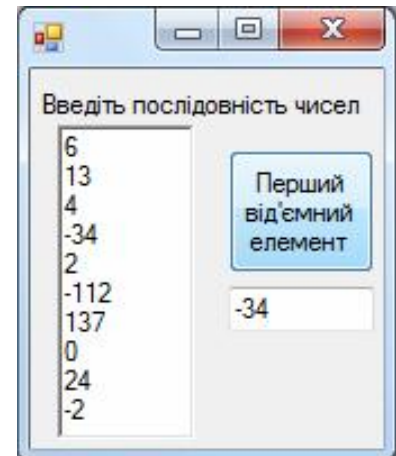 Введіть послідовність чисел
6
13
4
-34
2
-112
137
0
24
-2
Перший
від'ємний
елемент
-34